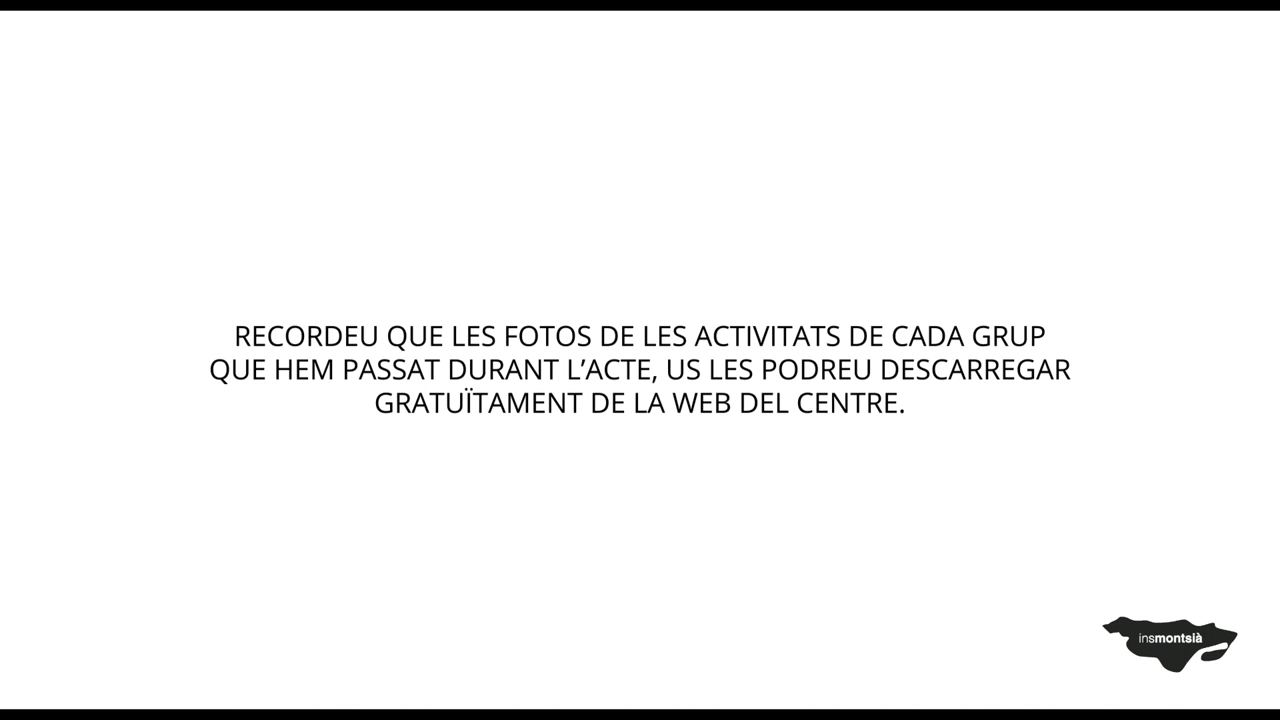 RECORDEU QUE LES FOTOS DE LES ACTIVITATS DE CADA GRUP
QUE HEM PASSAT DURANT L’ACTE, US LES PODREU DESCARREGAR
GRATUÏTAMENT DE LA WEB DEL CENTRE.
insmontsià